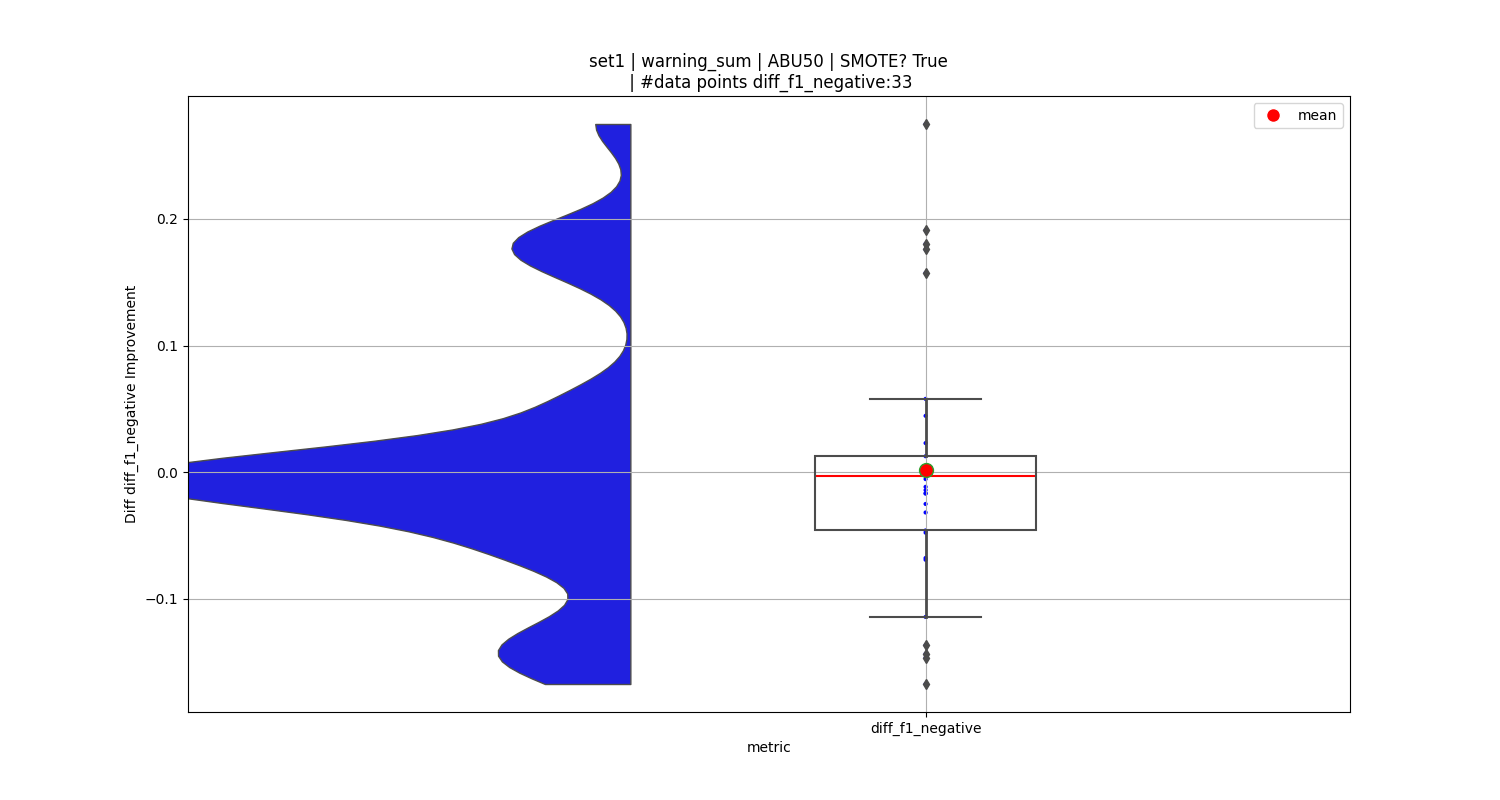 set1 | warning_sum | ABU50 | SMOTE? True
| #data points diff_f1_negative:33
mean
0.2
0.1
0.0
−0.1
Diff diff_f1_negative Improvement
diff_f1_negative
metric